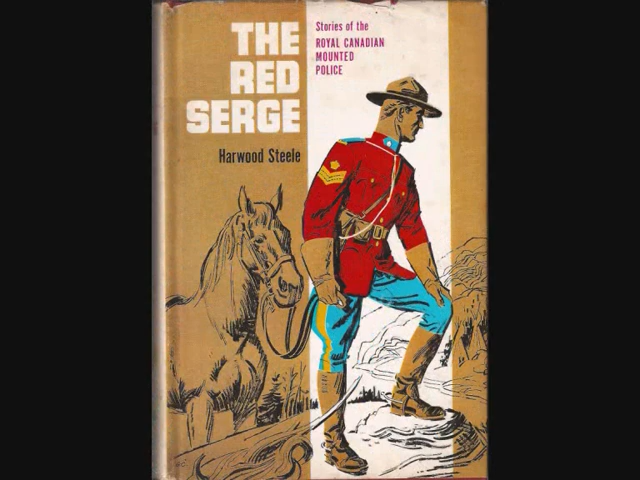 THE
RED
SERGE
Harwood Steele
Stories of the
ROYAL CANADIAN
MOUNTED
POLICE